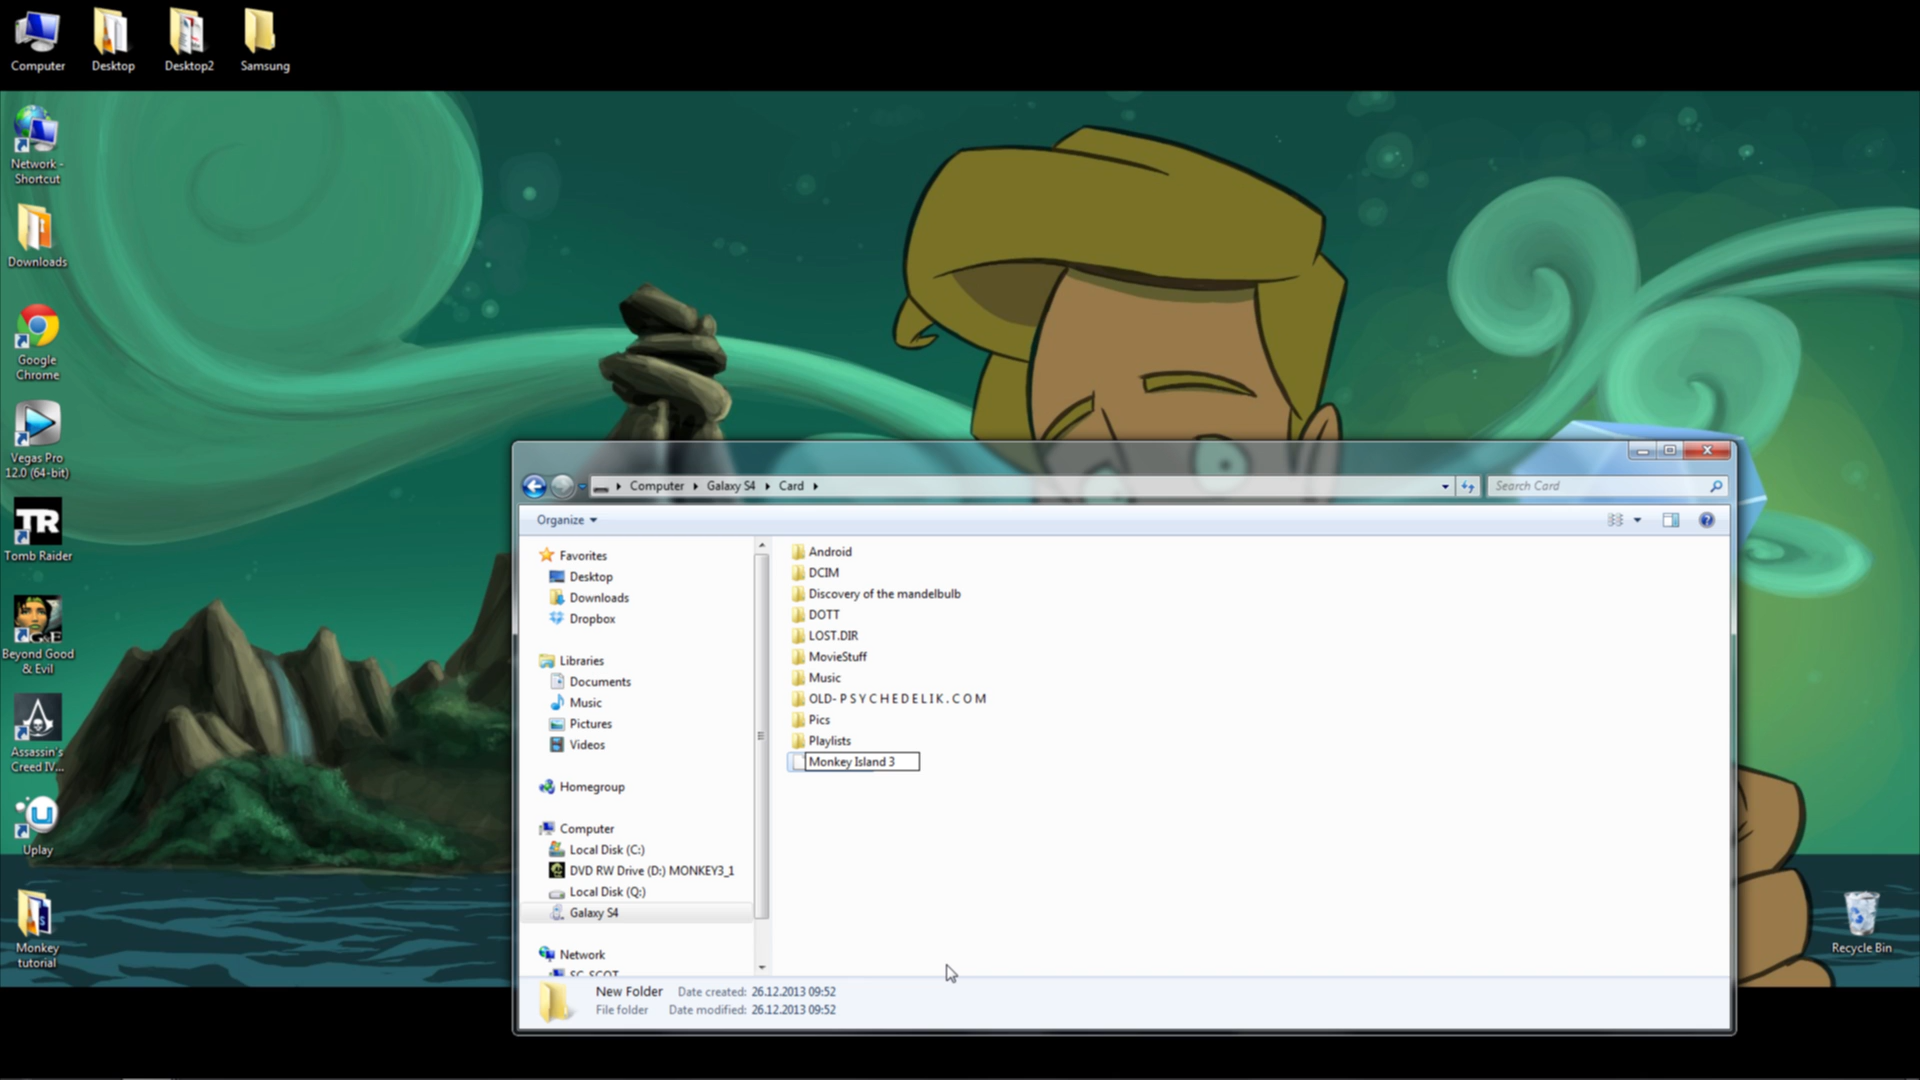 Computer
Desktop
Desktop2
Samsung
Network -
Shortcut
Downloads
Google
Chrome
Vegas Pro
12.0 (64-bit)
TR
Tomb Raider
G&E
Beyond Good
& Evil
Assassin's
Creed IV...
U
Uplay
Monkey
tutorial
Recycle Bin
Computer
Galaxy S4
Card
Search Card
Organize
Favorites
Desktop
Downloads
Dropbox
Libraries
Documents
Music
Pictures
Videos
Homegroup
Computer
Local Disk (C:)
DVD RW Drive (D:) MONKEY3_1
Local Disk (Q:)
Galaxy S4
Network
SC-SCOT
Android
DCIM
Discovery of the mandelbulb
DOTT
LOST.DIR
MovieStuff
Music
OLD-P S Y C H E D E L I K . C O M
Pics
Playlists
Monkey Island 3
New Folder Date created: 26.12.2013 09:52
File folder Date modified: 26.12.2013 09:52